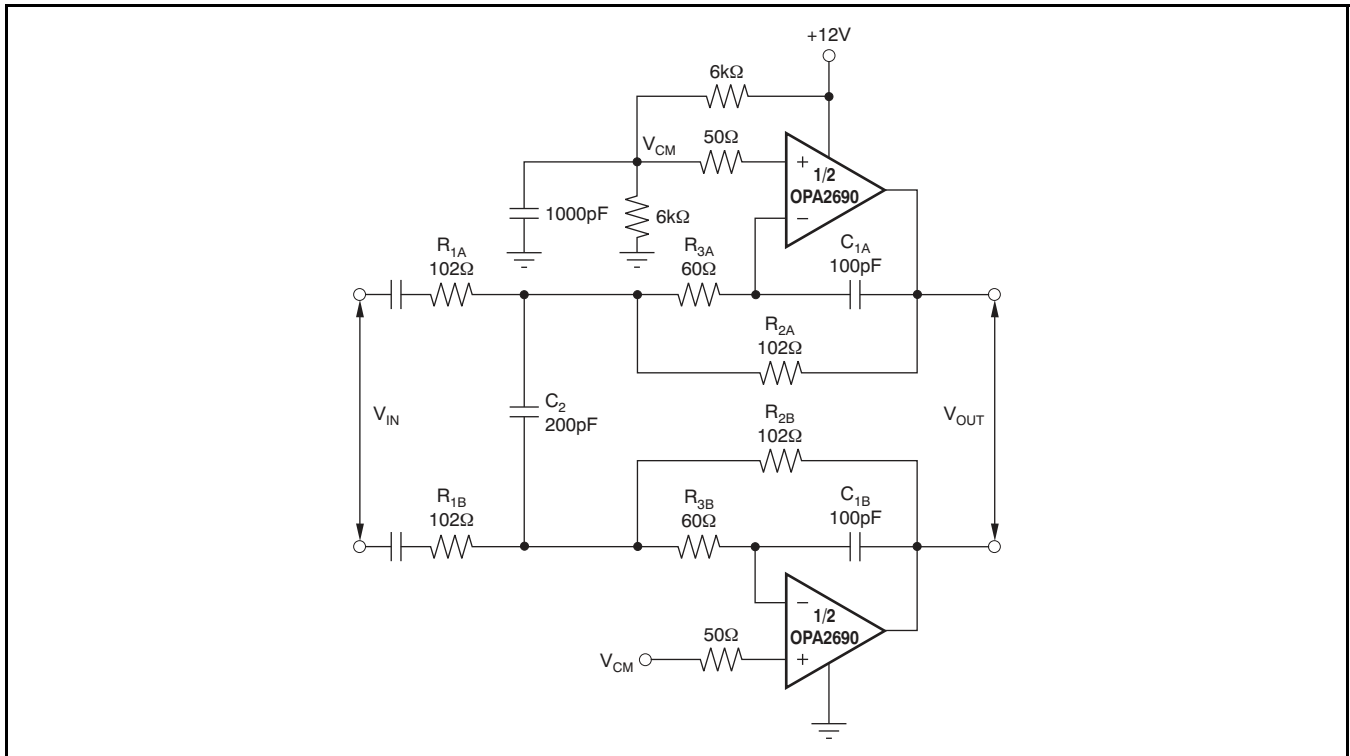 +12V
6kΩ
V_CM
50Ω
+
1/2
OPA2690
−
1000pF
6kΩ
R_1A
102Ω
R_3A
60Ω
C_1A
100pF
R_2A
102Ω
V_IN
C_2
200pF
V_OUT
R_2B
102Ω
R_1B
102Ω
R_3B
60Ω
C_1B
100pF
−
1/2
OPA2690
+
50Ω
V_CM